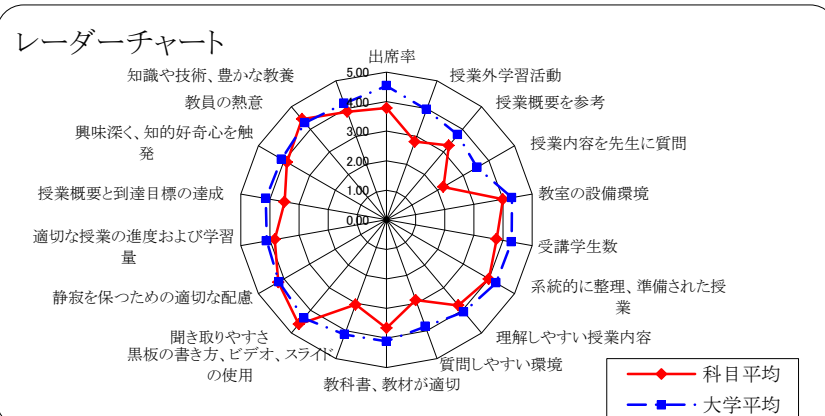 レーダーチャート
出席率
授業外学習活動
授業概要を参考
授業内容を先生に質問
教室の設備環境
受講学生数
系統的に整理、準備された授
業
理解しやすい授業内容
質問しやすい環境
教科書、教材が適切
黒板の書き方、ビデオ、スライド
の使用
聞き取りやすさ
静寂を保つための適切な配慮
適切な授業の進度および学習
量
授業概要と到達目標の達成
興味深く、知的好奇心を触
発
教員の熱意
知識や技術、豊かな教養
5.00
4.00
3.00
2.00
1.00
0.00
科目平均
大学平均